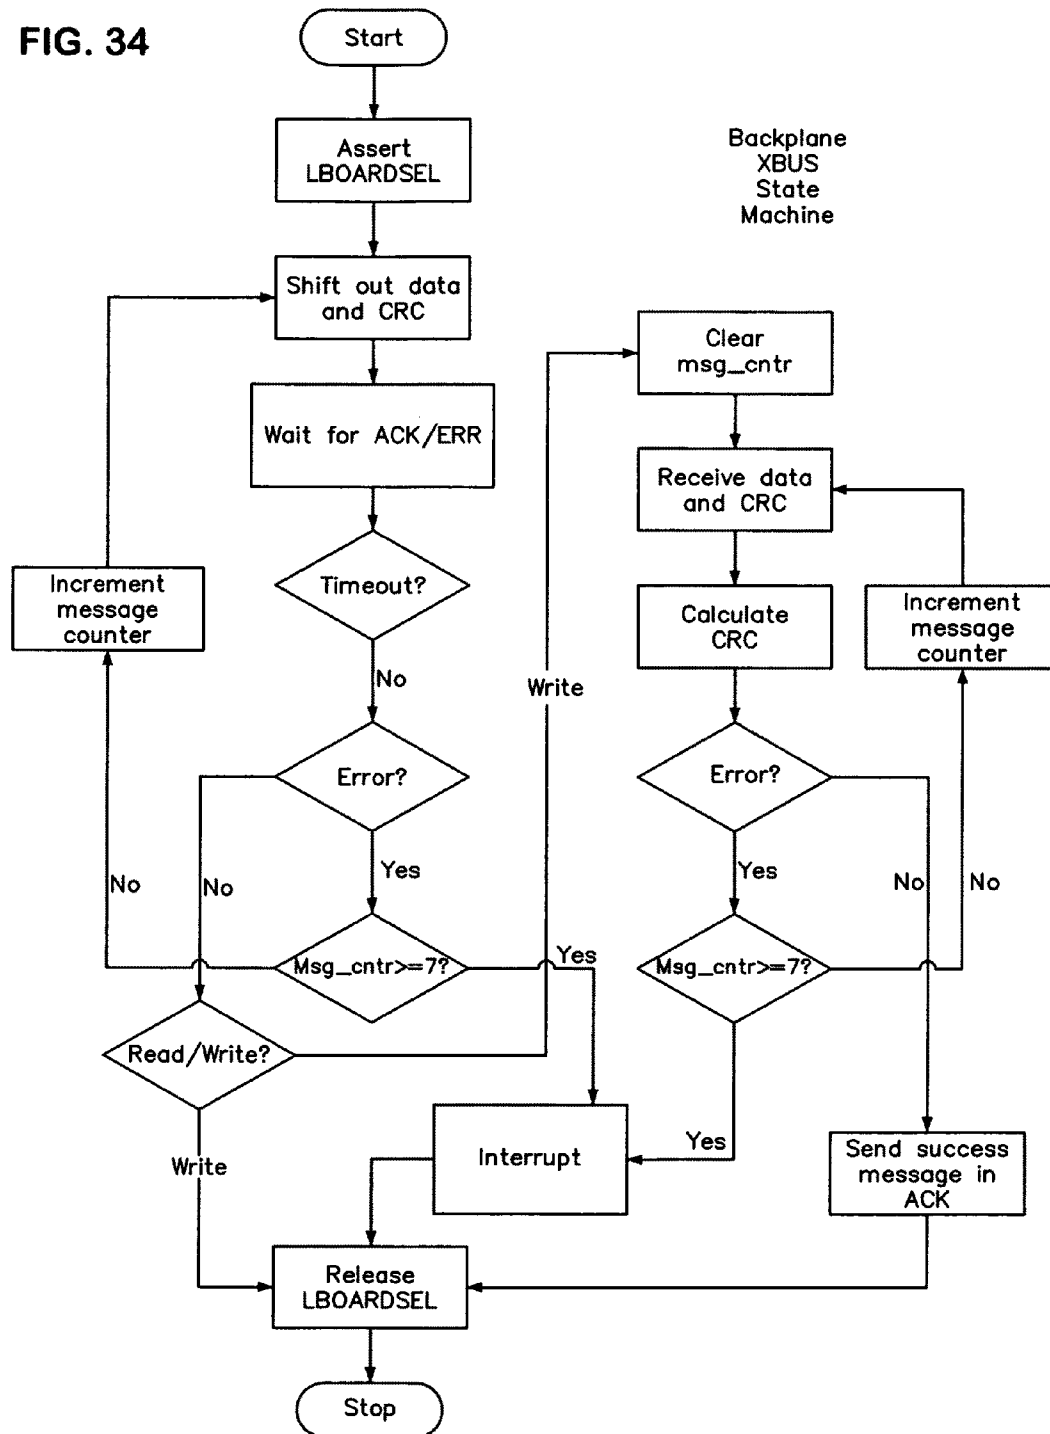 FIG. 34
Start
Assert
LBOARDSEL
Backplane
XBUS
State
Machine
Shift out data
and CRC
Clear
msg_cntr
Wait for ACK/ERR
Receive data
and CRC
Timeout?
Increment
message
counter
Calculate
CRC
Increment
message
counter
No
Write
Error?
Error?
Yes
No
No
Yes
No
No
Msg_cntr>=7?
Yes
Msg_cntr>=7?
Read/Write?
Write
Interrupt
Yes
Send success
message in
ACK
Release
LBOARDSEL
Stop